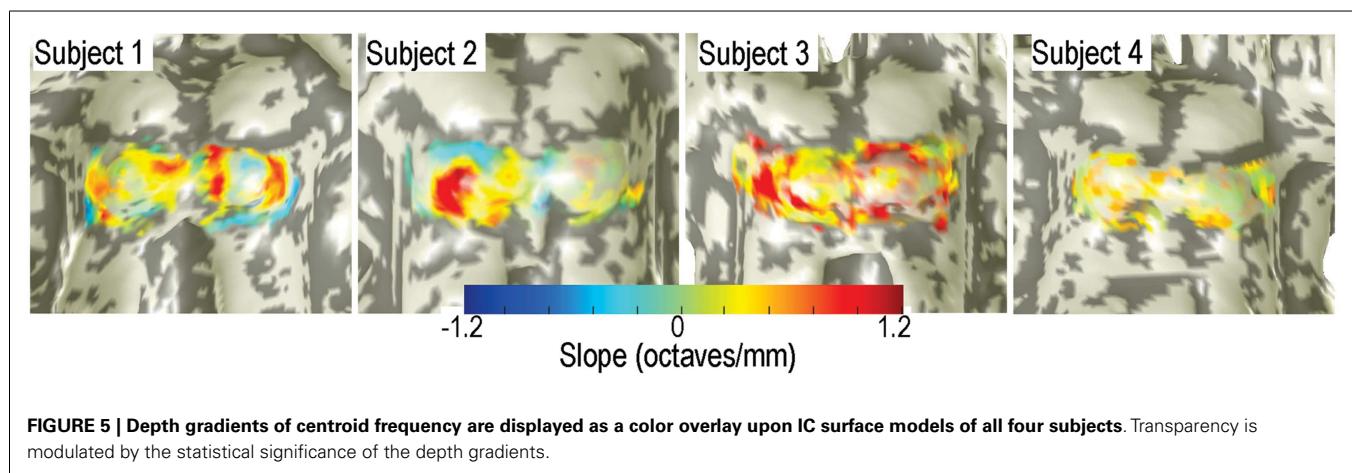 Subject 1
Subject 2
Subject 3
Subject 4
-1.2
0
1.2
Slope (octaves/mm)
FIGURE 5 | Depth gradients of centroid frequency are displayed as a color overlay upon IC surface models of all four subjects. Transparency is
modulated by the statistical significance of the depth gradients.